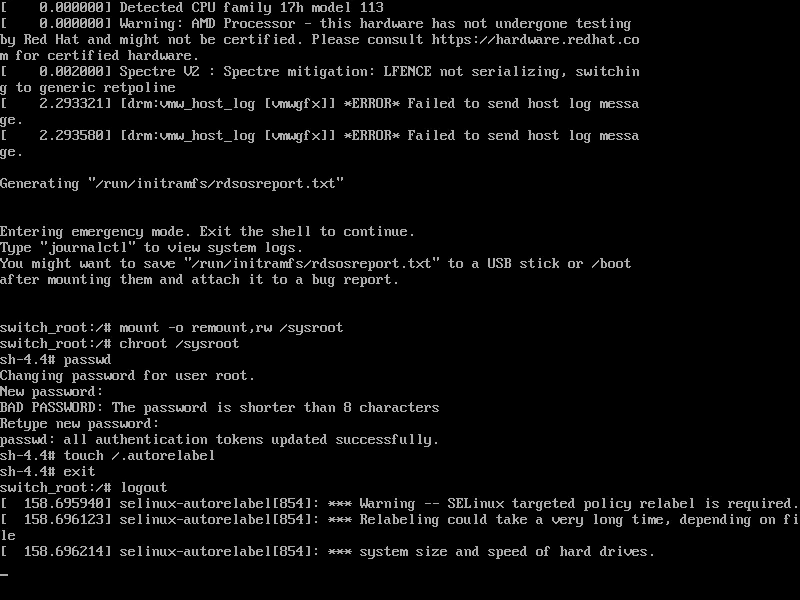 [    0.000000] Detected CPU family 17h model 113
[    0.000000] Warning: AMD Processor - this hardware has not undergone testing
by Red Hat and might not be certified. Please consult https://hardware.redhat.co
m for certified hardware.
[    0.002000] Spectre V2 : Spectre mitigation: LFENCE not serializing, switchin
g to generic retpoline
[    2.293321] [drm:vmw_host_log [vmwgfx]] *ERROR* Failed to send host log messa
ge.
[    2.293580] [drm:vmw_host_log [vmwgfx]] *ERROR* Failed to send host log messa
ge.
Generating "/run/initramfs/rdsosreport.txt"
Entering emergency mode. Exit the shell to continue.
Type "journalctl" to view system logs.
You might want to save "/run/initramfs/rdsosreport.txt" to a USB stick or /boot
after mounting them and attach it to a bug report.
switch_root:/# mount -o remount,rw /sysroot
switch_root:/# chroot /sysroot
sh-4.4# passwd
Changing password for user root.
New password:
BAD PASSWORD: The password is shorter than 8 characters
Retype new password:
passwd: all authentication tokens updated successfully.
sh-4.4# touch /.autorelabel
sh-4.4# exit
switch_root:/# logout
[  158.695940] selinux-autorelabel[854]: *** Warning -- SELinux targeted policy relabel is required.
[  158.696123] selinux-autorelabel[854]: *** Relabeling could take a very long time, depending on fi
le
[  158.696214] selinux-autorelabel[854]: *** system size and speed of hard drives.
_